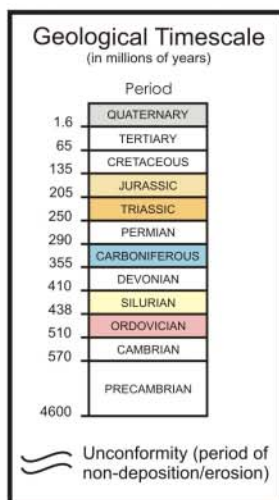 Geological Timescale
(in millions of years)
Period
QUATERNARY
1.6
TERTIARY
65
CRETACEOUS
135
JURASSIC
205
TRIASSIC
250
PERMIAN
290
CARBONIFEROUS
355
DEVONIAN
410
SILURIAN
438
ORDOVICIAN
510
CAMBRIAN
570
PRECAMBRIAN
4600
Unconformity (period of
non-deposition/erosion)